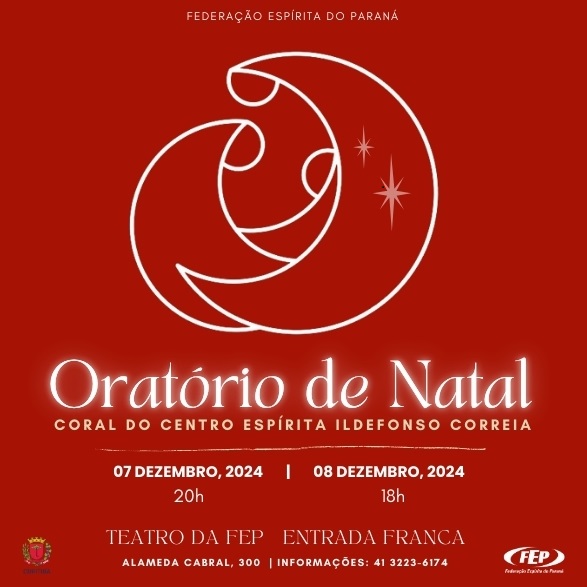 FEDERAÇÃO ESPÍRITA DO PARANÁ
Oratório de Natal
CORAL DO CENTRO ESPÍRITA ILDEFONSO CORREIA
07 DEZEMBRO, 2024 | 08 DEZEMBRO, 2024
20h 18h
TEATRO DA FEP ENTRADA FRANCA
ALAMEDA CABRAL, 300 | INFORMAÇÕES: 41 3223-6174
FEP
Federação Espírita do Paraná